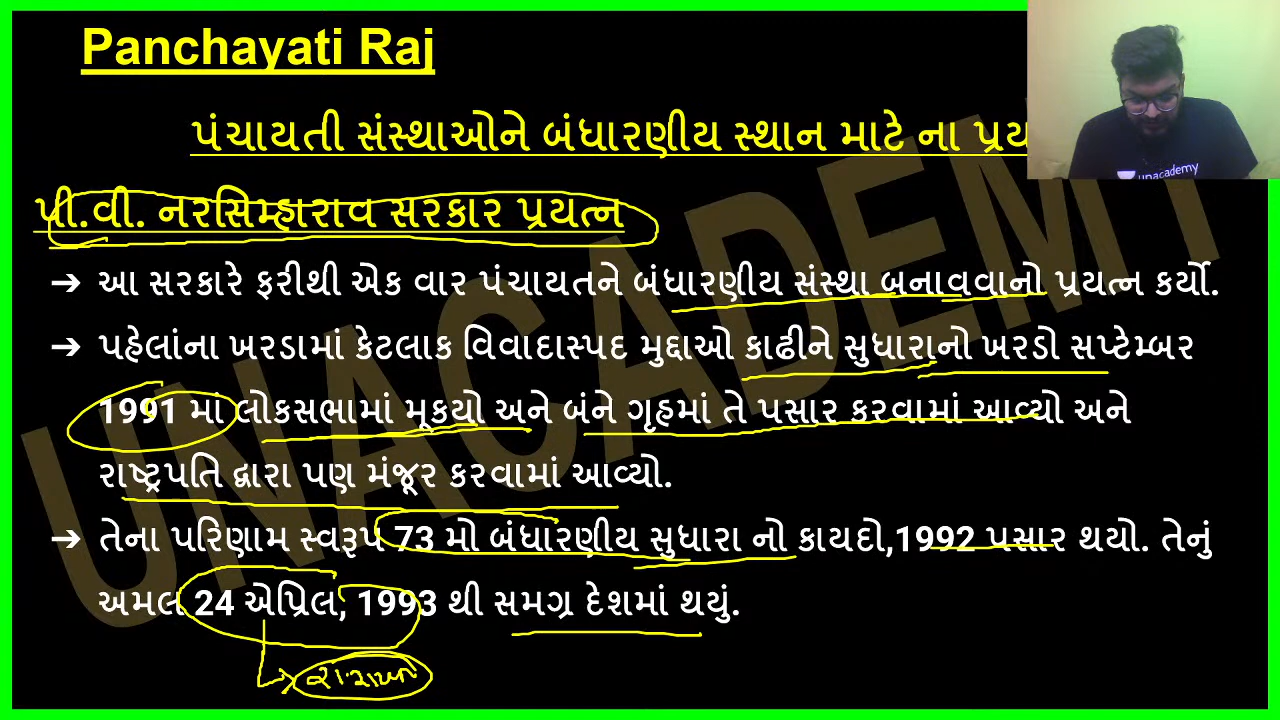 Panchayati Raj
પંચાયતી સંસ્થાઓને બંધારણીય સ્થાન માટે ના
પી.વી. નરસિમ્હારાવ સરકાર પ્રયત્ન
➔ આ સરકારે ફરીથી એક વાર પંચાયતને બંધારણીય સંસ્થા બનાવવાનો પ્રયત્ન કર્યો.
➔ પહેલાંના ખરડામાં કેટલાક વિવાદાસ્પદ મુદ્દાઓ કાઢીને સુધારાનો ખરડો સપ્ટેમ્બર
1991 માં લોકસભામાં મૂકયો અને બંને ગૃહમાં તે પસાર કરવામાં આવ્યો અને
રાષ્ટ્રપતિ દ્વારા પણ મંજૂર કરવામાં આવ્યો.
➔ તેના પરિણામ સ્વરૂપ 73 મો બંધારણીય સુધારા નો કાયદો,1992 પસાર થયો. તેનું
અમલ 24 એપ્રિલ, 1993 થી સમગ્ર દેશમાં થયું.
unacademy
UNACADEMY